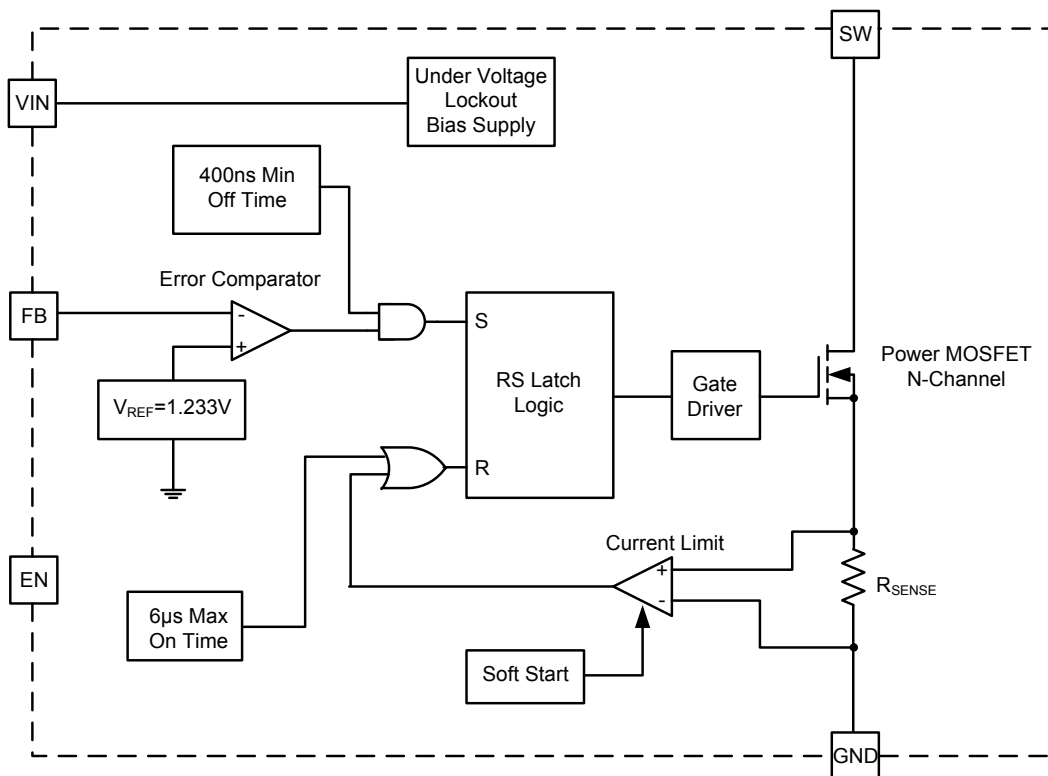 SW
VIN
Under Voltage
Lockout
Bias Supply
400ns Min
Off Time
Error Comparator
FB
-
+
S
RS Latch
Logic
R
Gate
Driver
Power MOSFET
N-Channel
VREF=1.233V
EN
Current Limit
+
-
RSENSE
6µs Max
On Time
Soft Start
GND